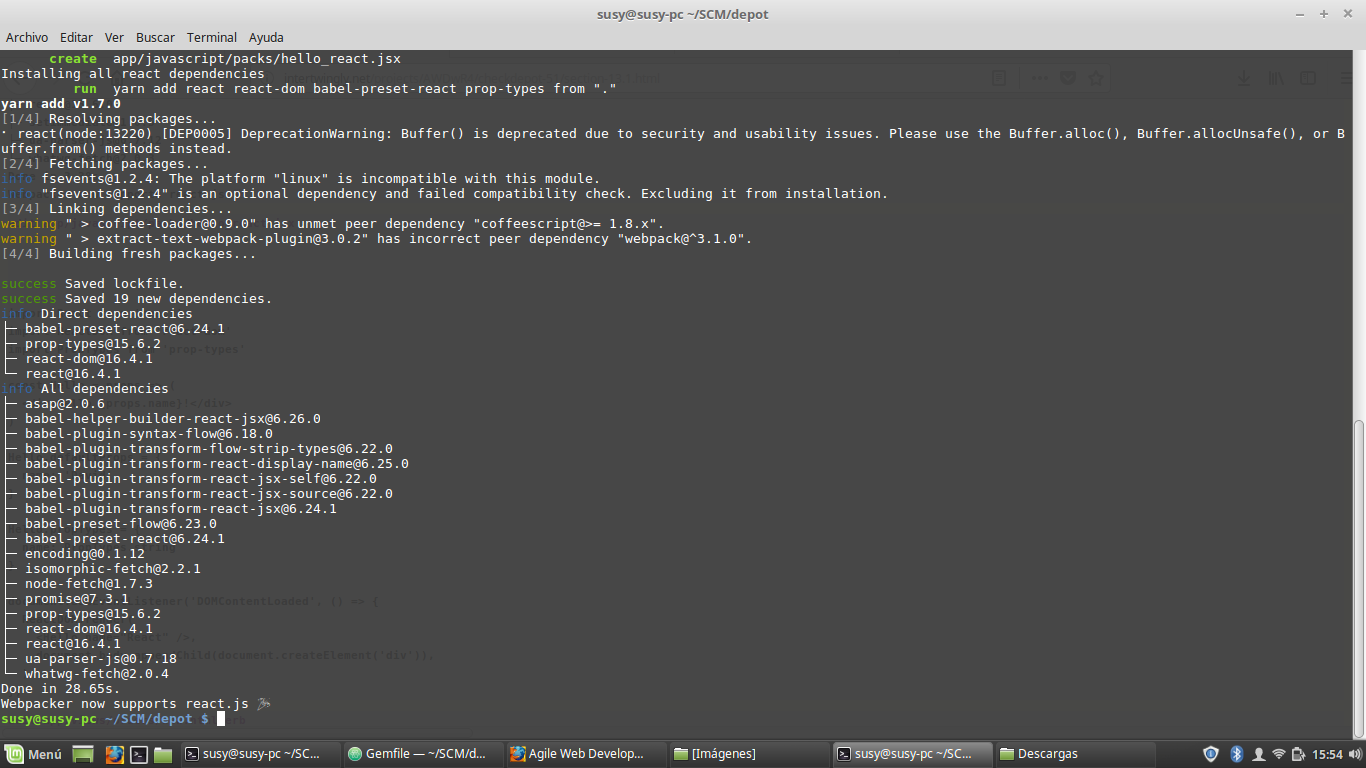 susy@susy-pc ~/SCM/depot
Archivo Editar Ver Buscar Terminal Ayuda
create app/javascript/packs/hello_react.jsx
Installing all react dependencies
run yarn add react react-dom babel-preset-react prop-types from "."
yarn add v1.7.0
[1/4] Resolving packages...
⠁ react(node:13220) [DEP0005] DeprecationWarning: Buffer() is deprecated due to security and usability issues. Please use the Buffer.alloc(), Buffer.allocUnsafe(), or B
uffer.from() methods instead.
[2/4] Fetching packages...
info fsevents@1.2.4: The platform "linux" is incompatible with this module.
info "fsevents@1.2.4" is an optional dependency and failed compatibility check. Excluding it from installation.
[3/4] Linking dependencies...
warning " > coffee-loader@0.9.0" has unmet peer dependency "coffeescript@>= 1.8.x".
warning " > extract-text-webpack-plugin@3.0.2" has incorrect peer dependency "webpack@^3.1.0".
[4/4] Building fresh packages...
success Saved lockfile.
success Saved 19 new dependencies.
info Direct dependencies
├─ babel-preset-react@6.24.1
├─ prop-types@15.6.2
├─ react-dom@16.4.1
└─ react@16.4.1
info All dependencies
├─ asap@2.0.6
├─ babel-helper-builder-react-jsx@6.26.0
├─ babel-plugin-syntax-flow@6.18.0
├─ babel-plugin-transform-flow-strip-types@6.22.0
├─ babel-plugin-transform-react-display-name@6.25.0
├─ babel-plugin-transform-react-jsx-self@6.22.0
├─ babel-plugin-transform-react-jsx-source@6.22.0
├─ babel-plugin-transform-react-jsx@6.24.1
├─ babel-preset-flow@6.23.0
├─ babel-preset-react@6.24.1
├─ encoding@0.1.12
├─ isomorphic-fetch@2.2.1
├─ node-fetch@1.7.3
├─ promise@7.3.1
├─ prop-types@15.6.2
├─ react-dom@16.4.1
├─ react@16.4.1
├─ ua-parser-js@0.7.18
└─ whatwg-fetch@2.0.4
Done in 28.65s.
Webpacker now supports react.js 🎉
susy@susy-pc ~/SCM/depot $
Menú susy@susy-pc ~/SC... Gemfile — ~/SCM/d... Agile Web Develop... [Imágenes] susy@susy-pc ~/SC... Descargas 15:54